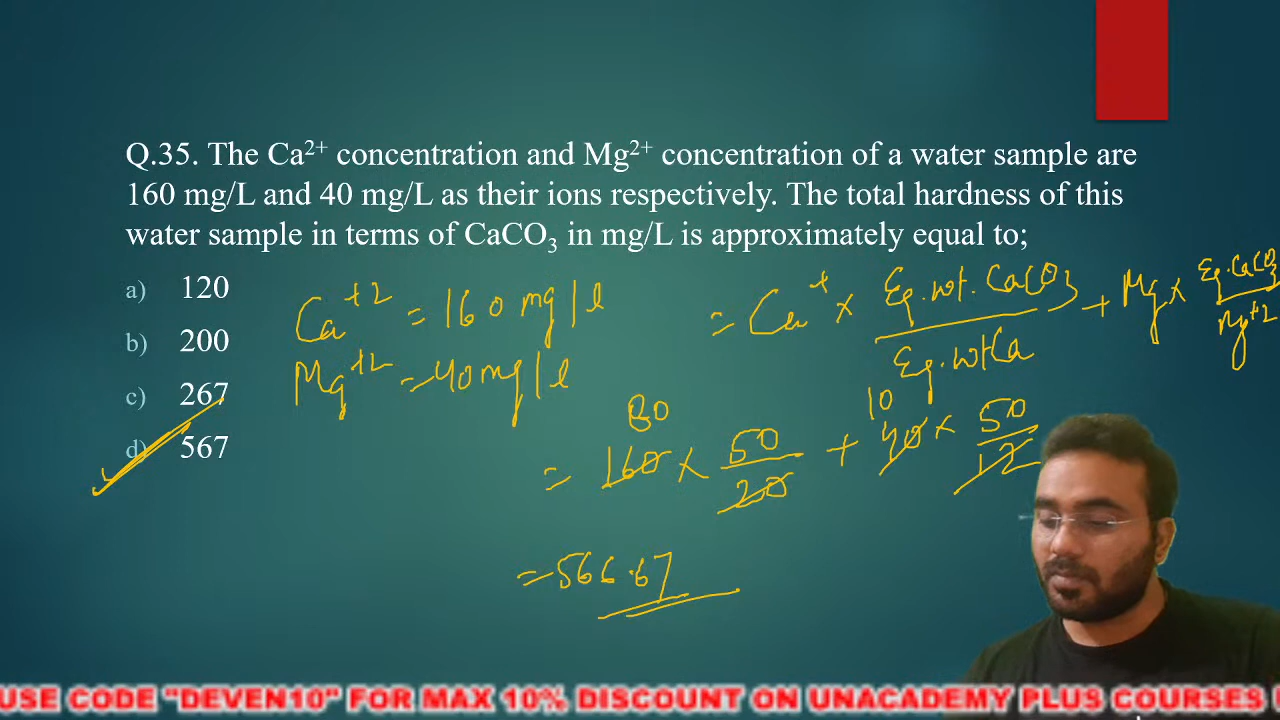 Q.35. The Ca²⁺ concentration and Mg²⁺ concentration of a water sample are
160 mg/L and 40 mg/L as their ions respectively. The total hardness of this
water sample in terms of CaCO₃ in mg/L is approximately equal to;
a) 120
b) 200
c) 267
d) 567
Ca⁺² = 160 mg/l
Mg⁺² = 40 mg/l
= Ca⁺ × Eq.wt. CaCO₃ / Eq.wt Ca + Mg × Eq.CaCO₃ / Mg⁺²
80 10
= 160 × 50/20 + 40 × 50/12
= 566.67
USE CODE "DEVEN10" FOR MAX 10% DISCOUNT ON UNACADEMY PLUS COURSES